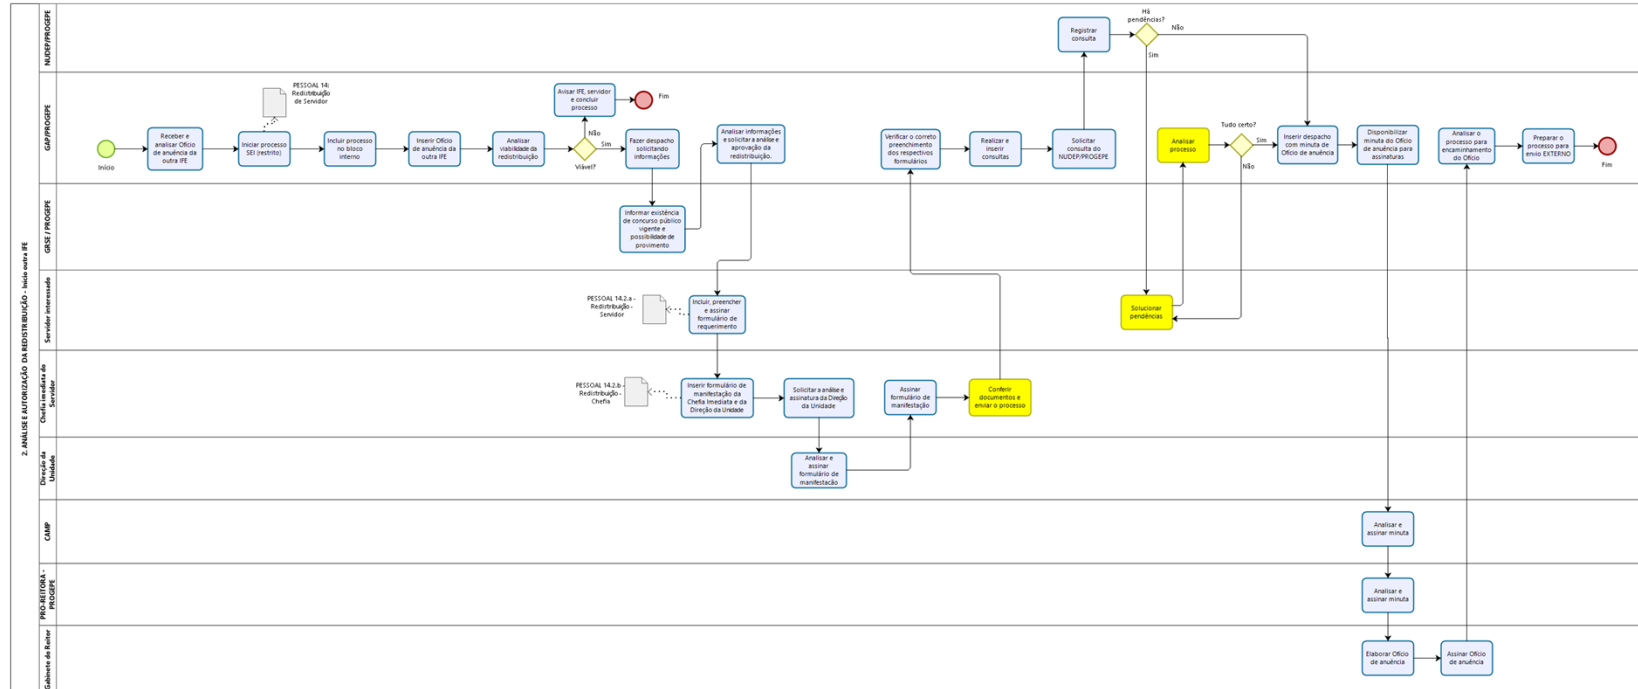 2. ANÁLISE E AUTORIZAÇÃO DA REDISTRIBUIÇÃO - Início outra IFE
NUDEP/PROGEPE
Registrar
consulta
Há
pendências?
Não
Sim
GAP/PROGEPE
Início
Receber e
analisar Ofício
de anuência da
outra IFE
PESSOAL 14:
Redistribuição
de Servidor
Iniciar processo
SEI (restrito)
Incluir processo
no bloco
interno
Inserir Ofício
de anuência da
outra IFE
Analisar
viabilidade da
redistribuição
Avisar IFE, servidor
e concluir
processo
Fim
Não
Sim
Viável?
Fazer despacho
solicitando
informações
Analisar informações
e solicitar a análise e
aprovação da
redistribuição.
Verificar o correto
preenchimento
dos respectivos
formulários
Realizar e
inserir
consultas
Solicitar
consulta do
NUDEP/PROGEPE
Analisar
processo
Tudo certo?
Sim
Não
Inserir despacho
com minuta de
Ofício de anuência
Disponibilizar
minuta do Ofício
de anuência para
assinaturas
Analisar o
processo para
encaminhamento
do Ofício
Preparar o
processo para
envio EXTERNO
Fim
GRSE / PROGEPE
Informar existência
de concurso público
vigente e
possibilidade de
provimento
Servidor interessado
PESSOAL 14.2.a -
Redistribuição -
Servidor
Incluir, preencher
e assinar
formulário de
requerimento
Solucionar
pendências
Chefia imediata do
Servidor
PESSOAL 14.2.b -
Redistribuição -
Chefia
Inserir formulário de
manifestação da
Chefia Imediata e da
Direção da Unidade
Solicitar a análise e
assinatura da Direção
da Unidade
Assinar
formulário de
manifestação
Conferir
documentos e
enviar o processo
Direção da
Unidade
Analisar e
assinar
formulário de
manifestação
CAMP
Analisar e
assinar minuta
PRO-REITORA -
PROGEPE
Analisar e
assinar minuta
Gabinete do Reitor
Elaborar Ofício
de anuência
Assinar Ofício
de anuência